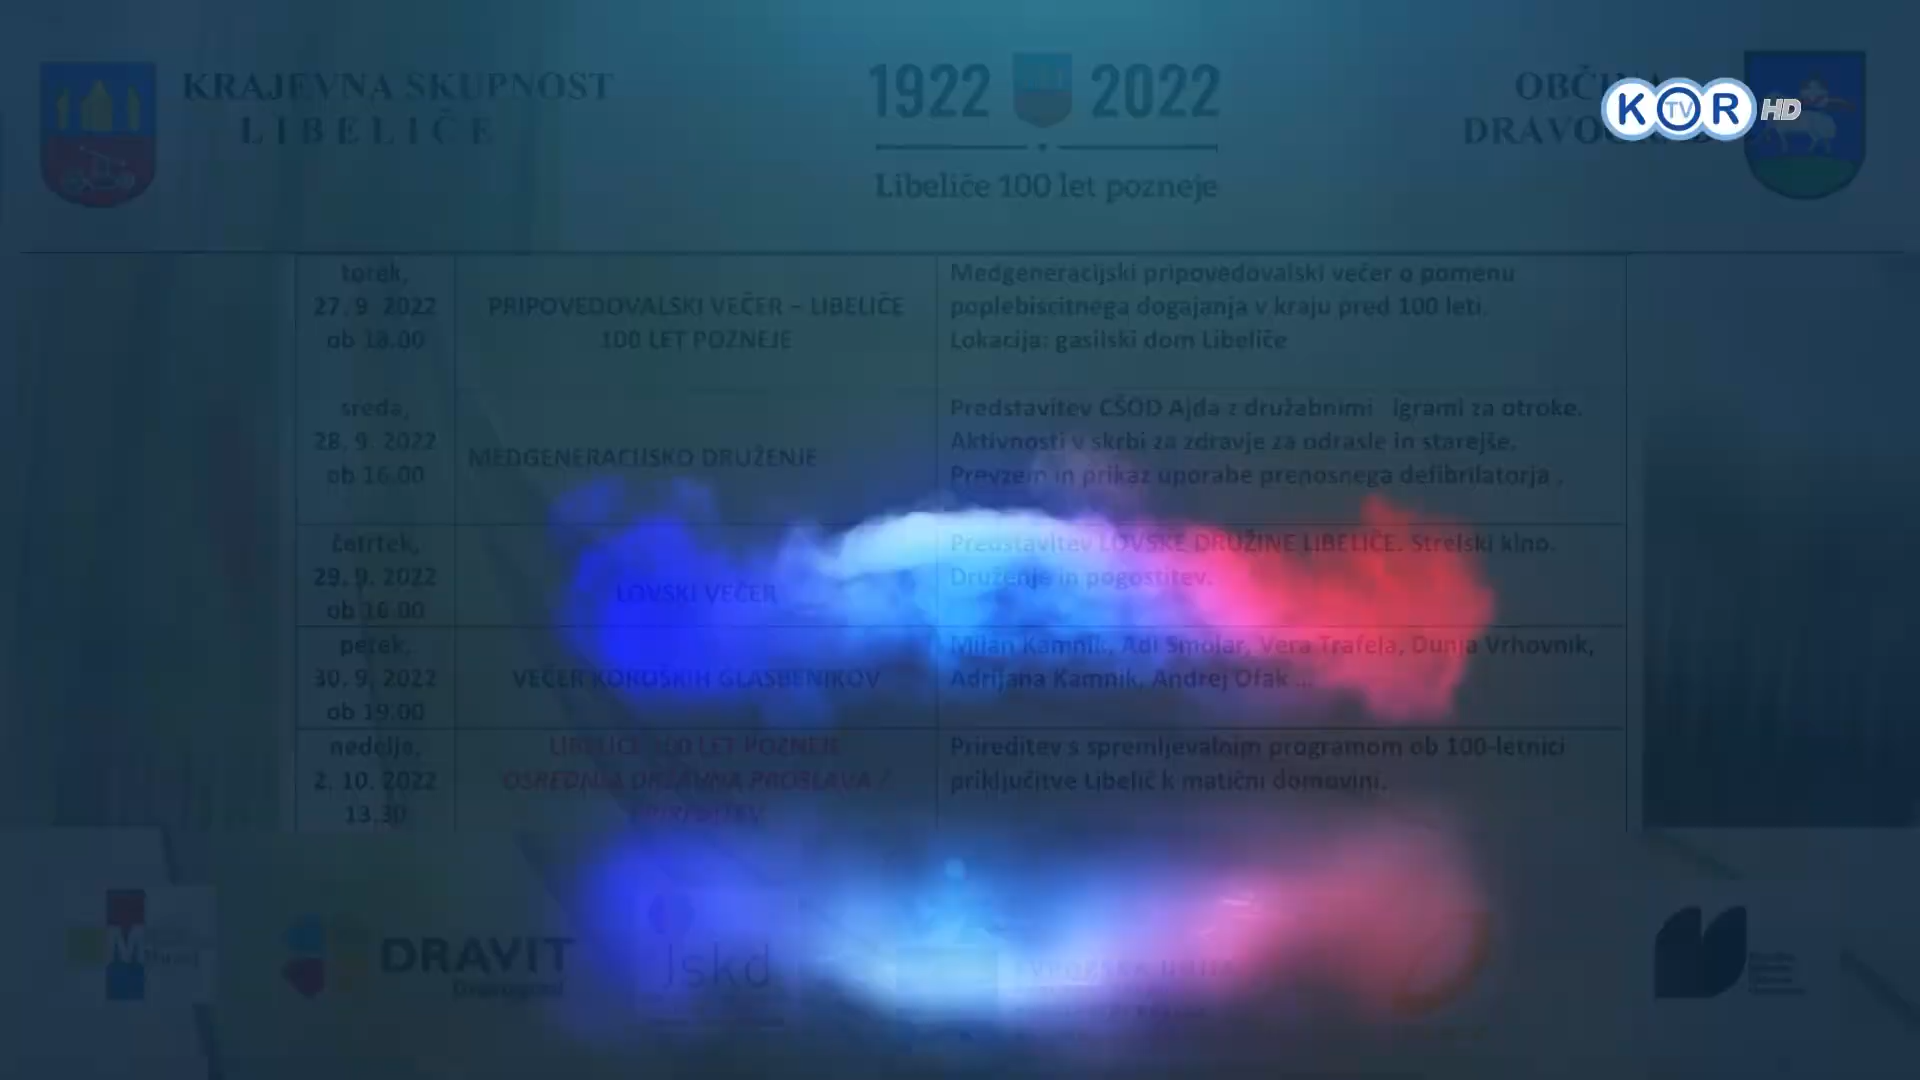 KRAJEVNA SKUPNOST
LIBELIČE
1922 2022
Libeliče 100 let pozneje
OBČINA
DRAVOGRAD
KOR TV HD
torek,
27. 9. 2022
ob 18.00
PRIPOVEDOVALSKI VEČER – LIBELIČE
100 LET POZNEJE
Medgeneracijski pripovedovalski večer o pomenu
poplebiscitnega dogajanja v kraju pred 100 leti.
Lokacija: gasilski dom Libeliče
sreda,
28. 9. 2022
ob 16.00
MEDGENERACIJSKO DRUŽENJE
Predstavitev CŠOD Ajda z družabnimi igrami za otroke.
Aktivnosti v skrbi za zdravje za odrasle in starejše.
Prevzem in prikaz uporabe prenosnega defibrilatorja .
četrtek,
29. 9. 2022
ob 16.00
LOVSKI VEČER
Predstavitev LOVSKE DRUŽINE LIBELIČE. Strelski kino.
Druženje in pogostitev.
petek,
30. 9. 2022
ob 19.00
VEČER KOROŠKIH GLASBENIKOV
Milan Kamnik, Adi Smolar, Vera Trafela, Dunja Vrhovnik,
Adrijana Kamnik, Andrej Ofak ...
nedelja,
2. 10. 2022
13.30
LIBELIČE 100 LET POZNEJE
OSREDNJA DRŽAVNA PROSLAVA Z
PRIREDITEV
Prireditev s spremljevalnim programom ob 100-letnici
priključitve Libelič k matični domovini.
DRAVIT
Dravograd
jskd